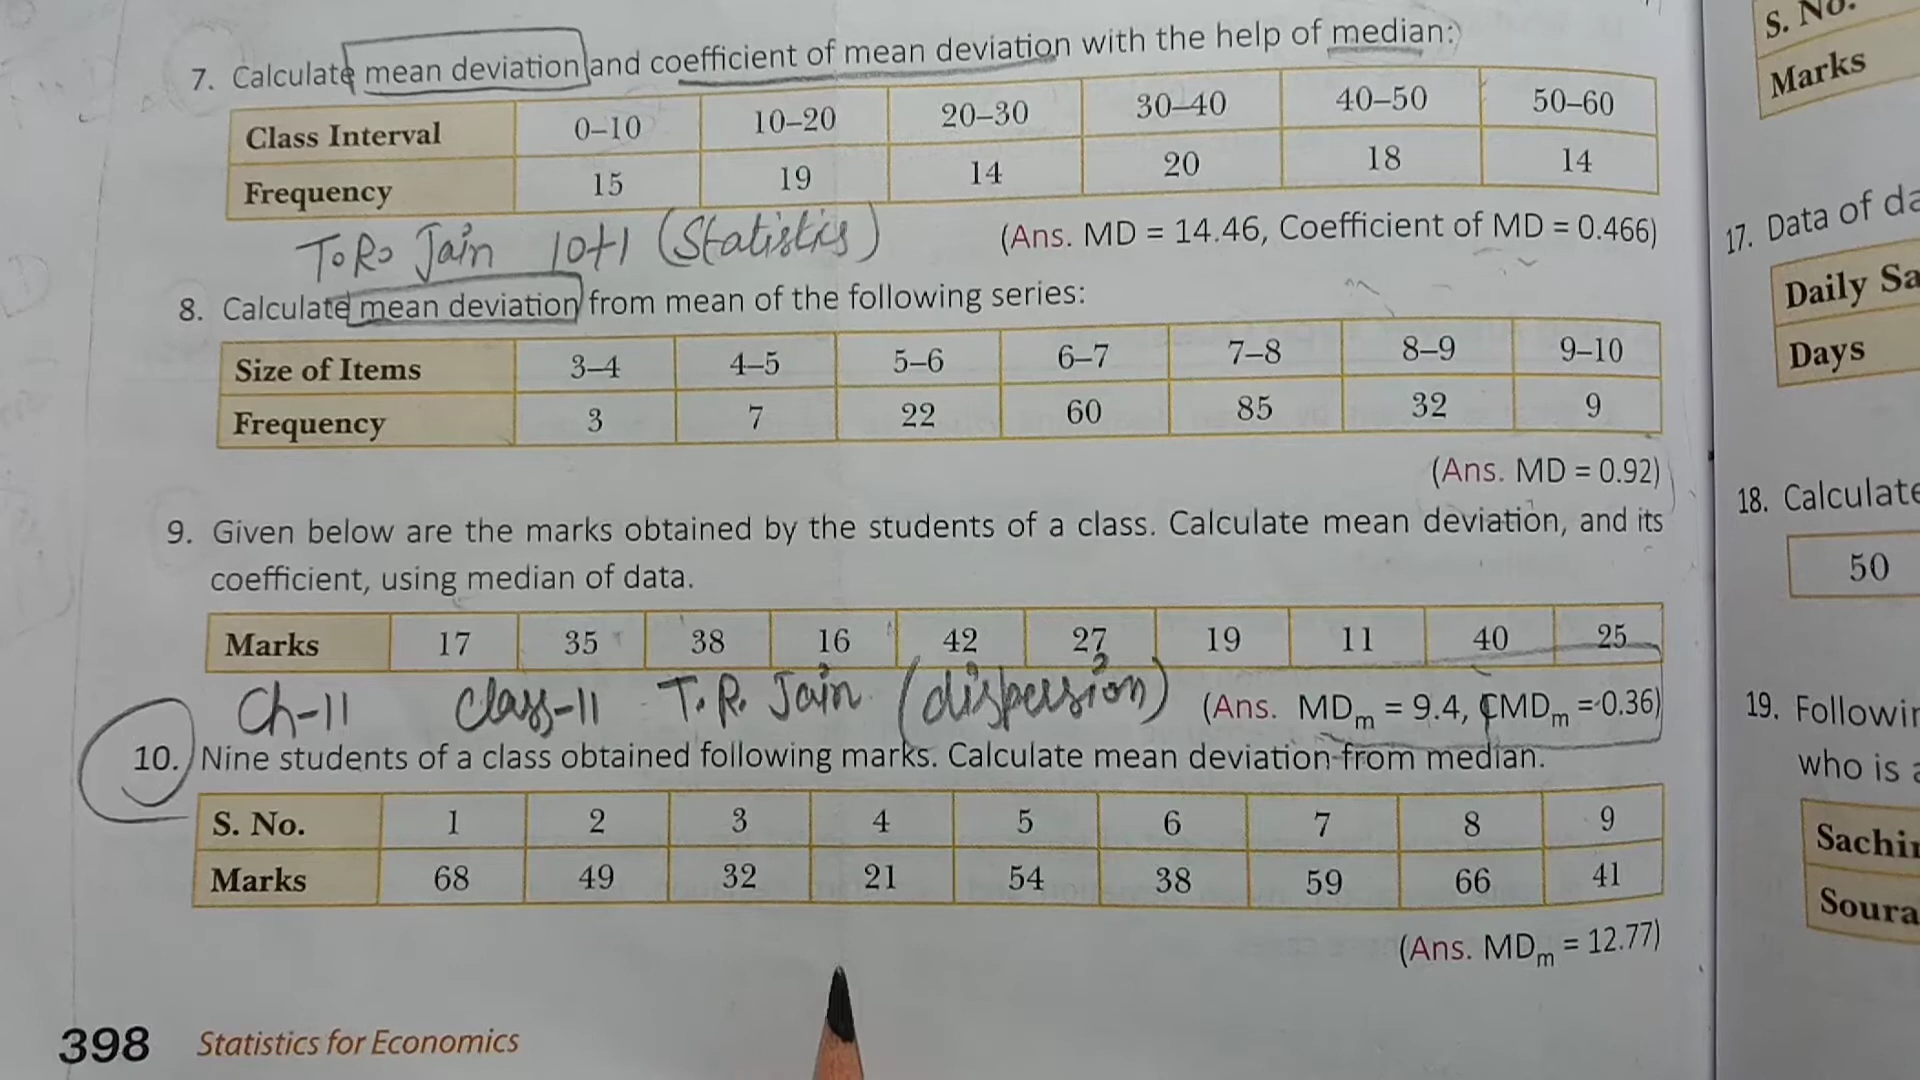 7. Calculate mean deviation and coefficient of mean deviation with the help of median:
Class Interval 0–10 10–20 20–30 30–40 40–50 50–60
Frequency 15 19 14 20 18 14
(Ans. MD = 14.46, Coefficient of MD = 0.466)
T.R. Jain 10+1 (Statistics)
8. Calculate mean deviation from mean of the following series:
Size of Items 3–4 4–5 5–6 6–7 7–8 8–9 9–10
Frequency 3 7 22 60 85 32 9
(Ans. MD = 0.92)
9. Given below are the marks obtained by the students of a class. Calculate mean deviation, and its
coefficient, using median of data.
Marks 17 35 38 16 42 27 19 11 40 25
Ch-11 Class-11 T.R. Jain (dispersion)
(Ans. MDm = 9.4, CMDm = 0.36)
10. Nine students of a class obtained following marks. Calculate mean deviation from median.
S. No. 1 2 3 4 5 6 7 8 9
Marks 68 49 32 21 54 38 59 66 41
(Ans. MDm = 12.77)
398 Statistics for Economics
S. No.
Marks
17. Data of
Daily
Days
18. Calculate
50
19.
who is